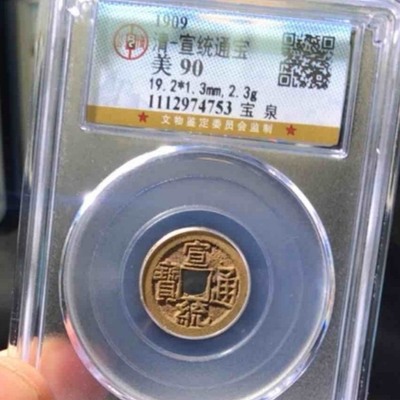 1909
清-宣统通宝
美 90
19.2*1.3mm, 2.3g
1112974753 宝 泉
★ 文物鉴定委员会监制 ★
宣統通寶